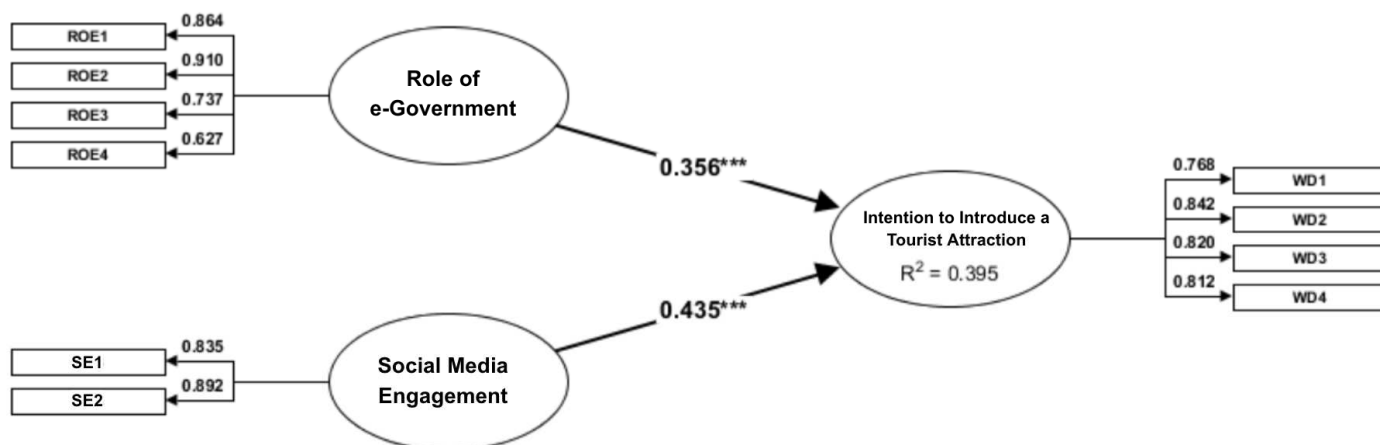 0.864
ROE1
0.910
ROE2
0.737
ROE3
0.627
ROE4
Role of
e-Government
0.356***
0.768
WD1
0.842
WD2
0.820
WD3
0.812
WD4
Intention to Introduce a
Tourist Attraction
R² = 0.395
0.435***
0.835
SE1
0.892
SE2
Social Media
Engagement